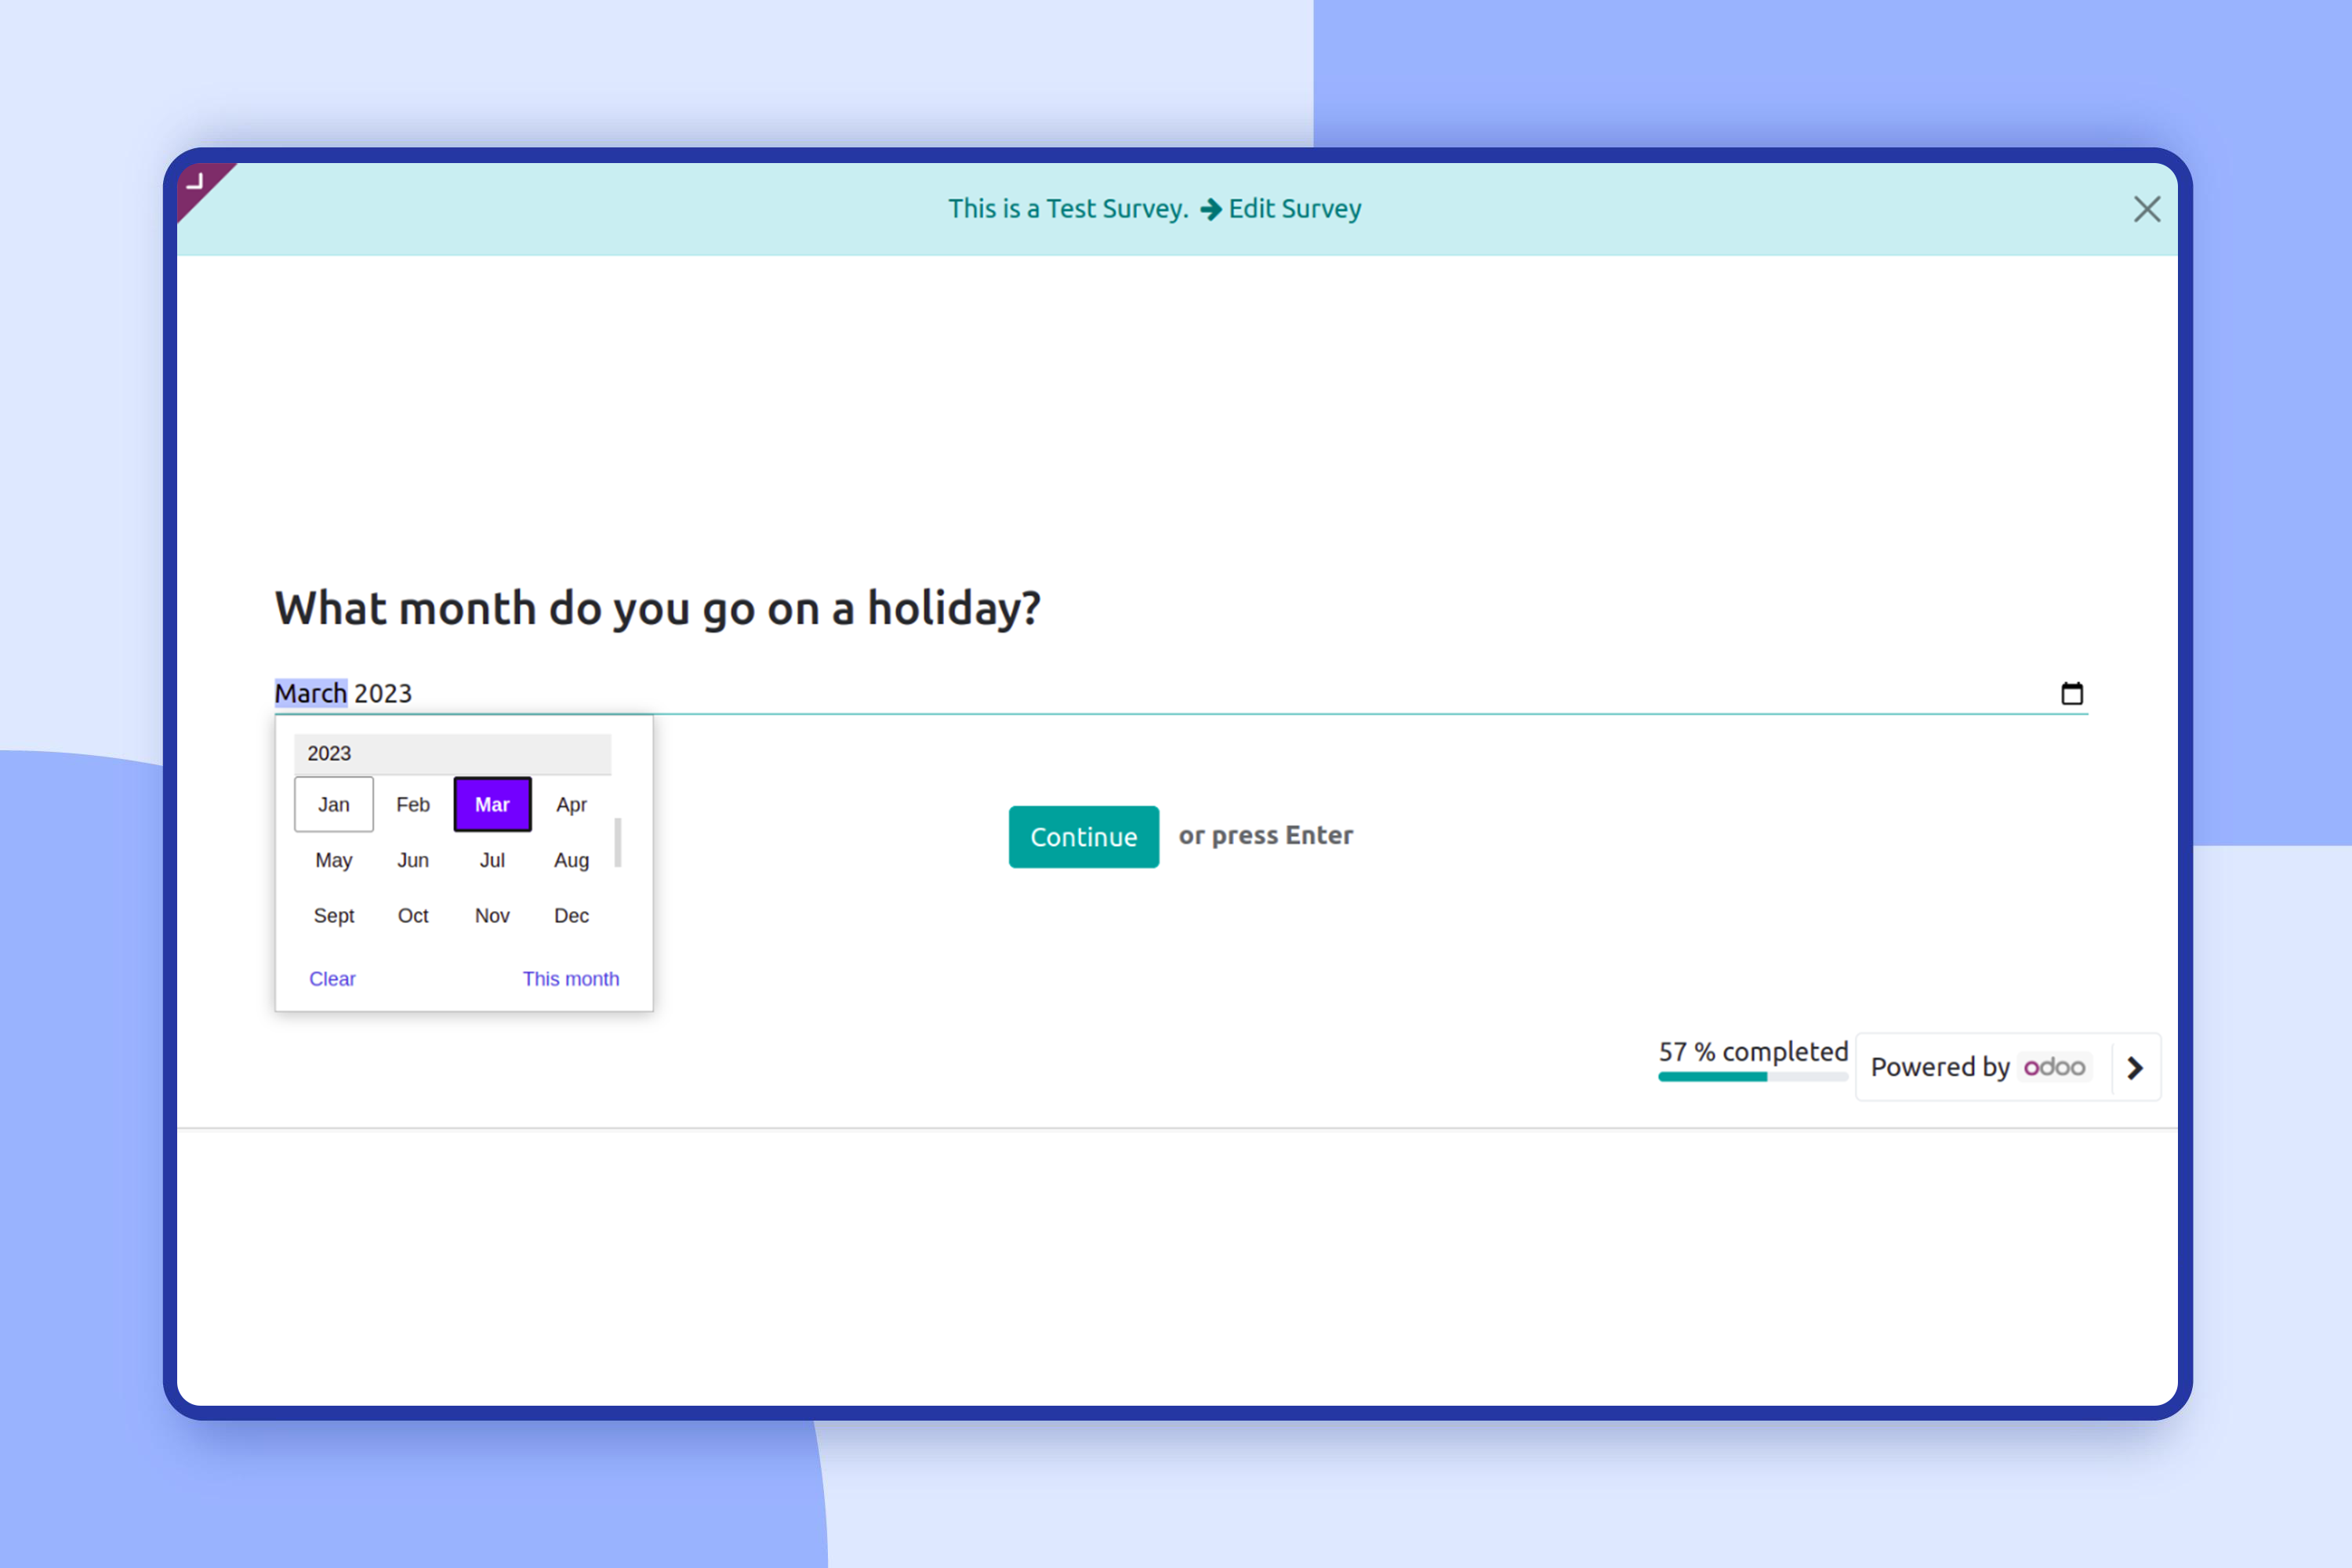 This is a Test Survey. Edit Survey
What month do you go on a holiday?
March 2023
2023
Jan Feb Mar Apr
May Jun Jul Aug
Sept Oct Nov Dec
Clear This month
Continue or press Enter
57 % completed
Powered by odoo